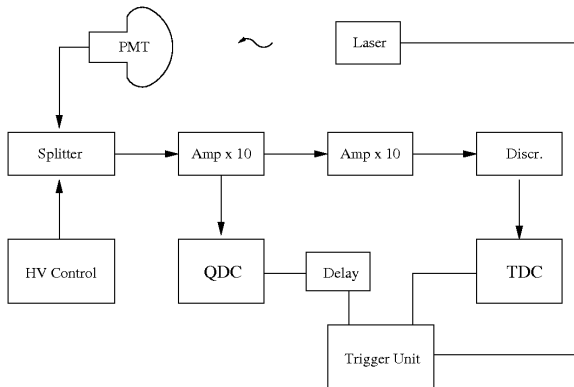 PMT
Laser
Splitter
Amp x 10
Amp x 10
Discr.
HV Control
QDC
Delay
TDC
Trigger Unit